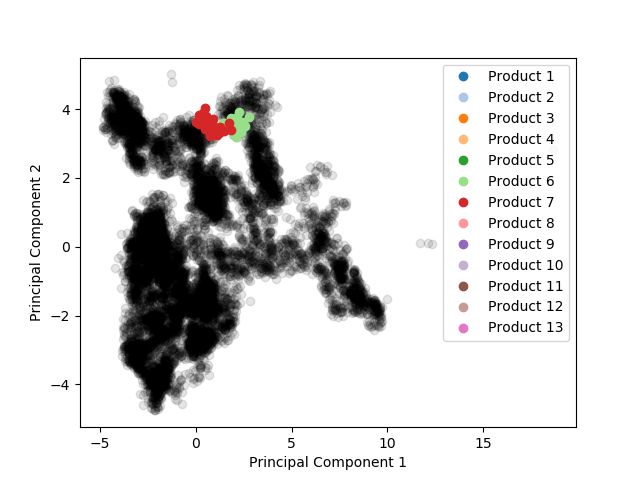 Product 1
Product 2
Product 3
Product 4
Product 5
Product 6
Product 7
Product 8
Product 9
Product 10
Product 11
Product 12
Product 13
Principal Component 2
4
2
0
−2
−4
−5
0
5
10
15
Principal Component 1